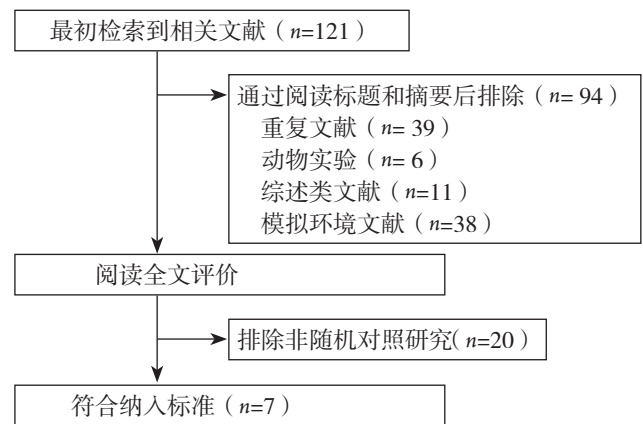 最初检索到相关文献（n=121）
通过阅读标题和摘要后排除（n= 94）
重复文献（n= 39）
动物实验（n= 6）
综述类文献（n=11）
模拟环境文献（n=38）
阅读全文评价
排除非随机对照研究（n=20）
符合纳入标准（n=7）